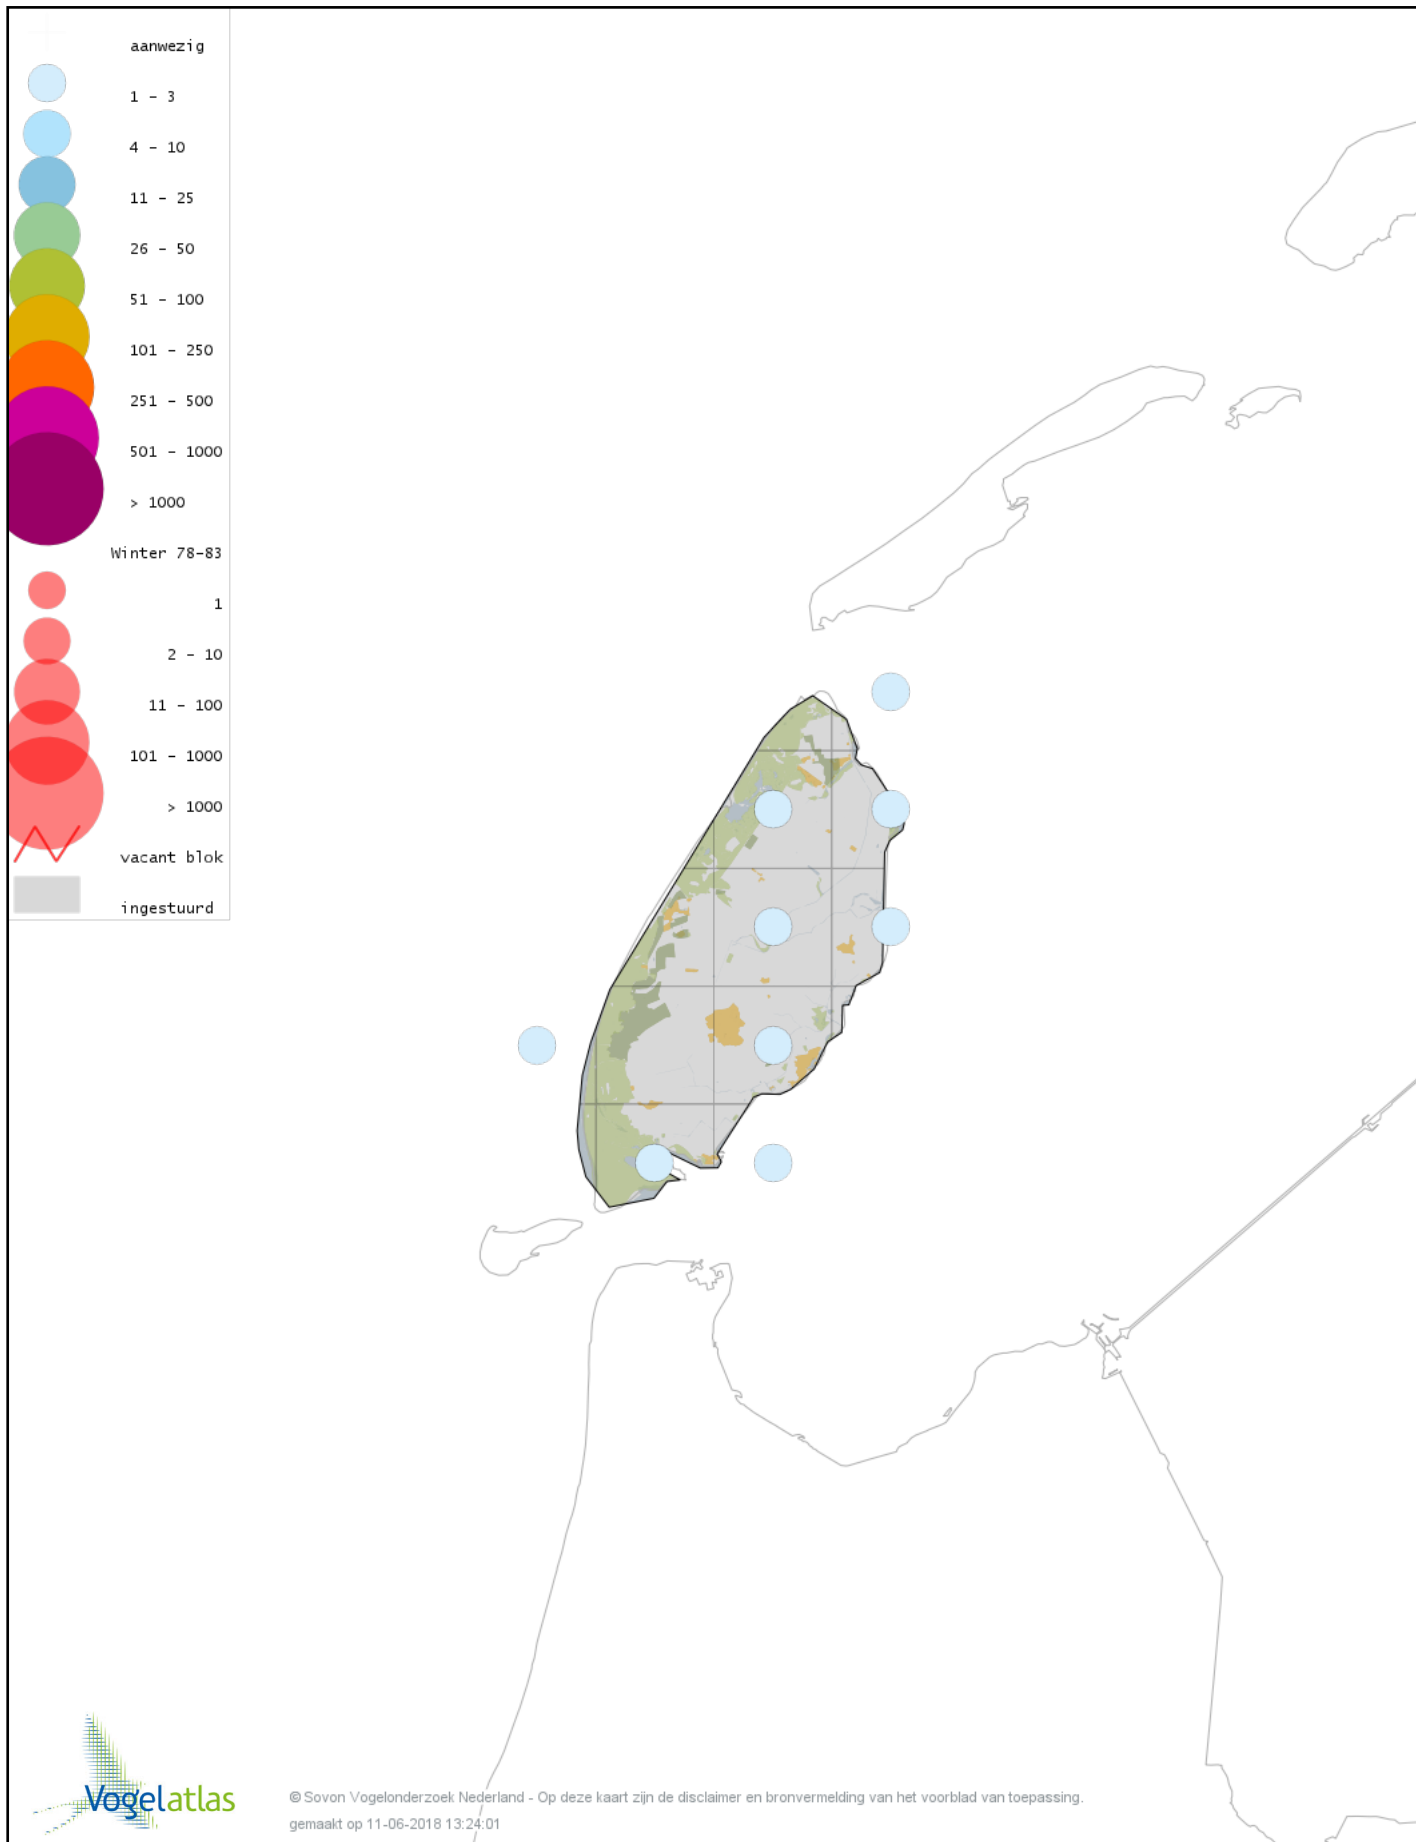 aanwezig
1 - 3
4 - 10
11 - 25
26 - 50
51 - 100
101 - 250
251 - 500
501 - 1000
> 1000
Winter 78-83
1
2 - 10
11 - 100
101 - 1000
> 1000
vacant blok
ingestuurd
Vogelatlas
© Sovon Vogelonderzoek Nederland - Op deze kaart zijn de disclaimer en bronvermelding van het voorblad van toepassing.
gemaakt op 11-06-2018 13:24:01